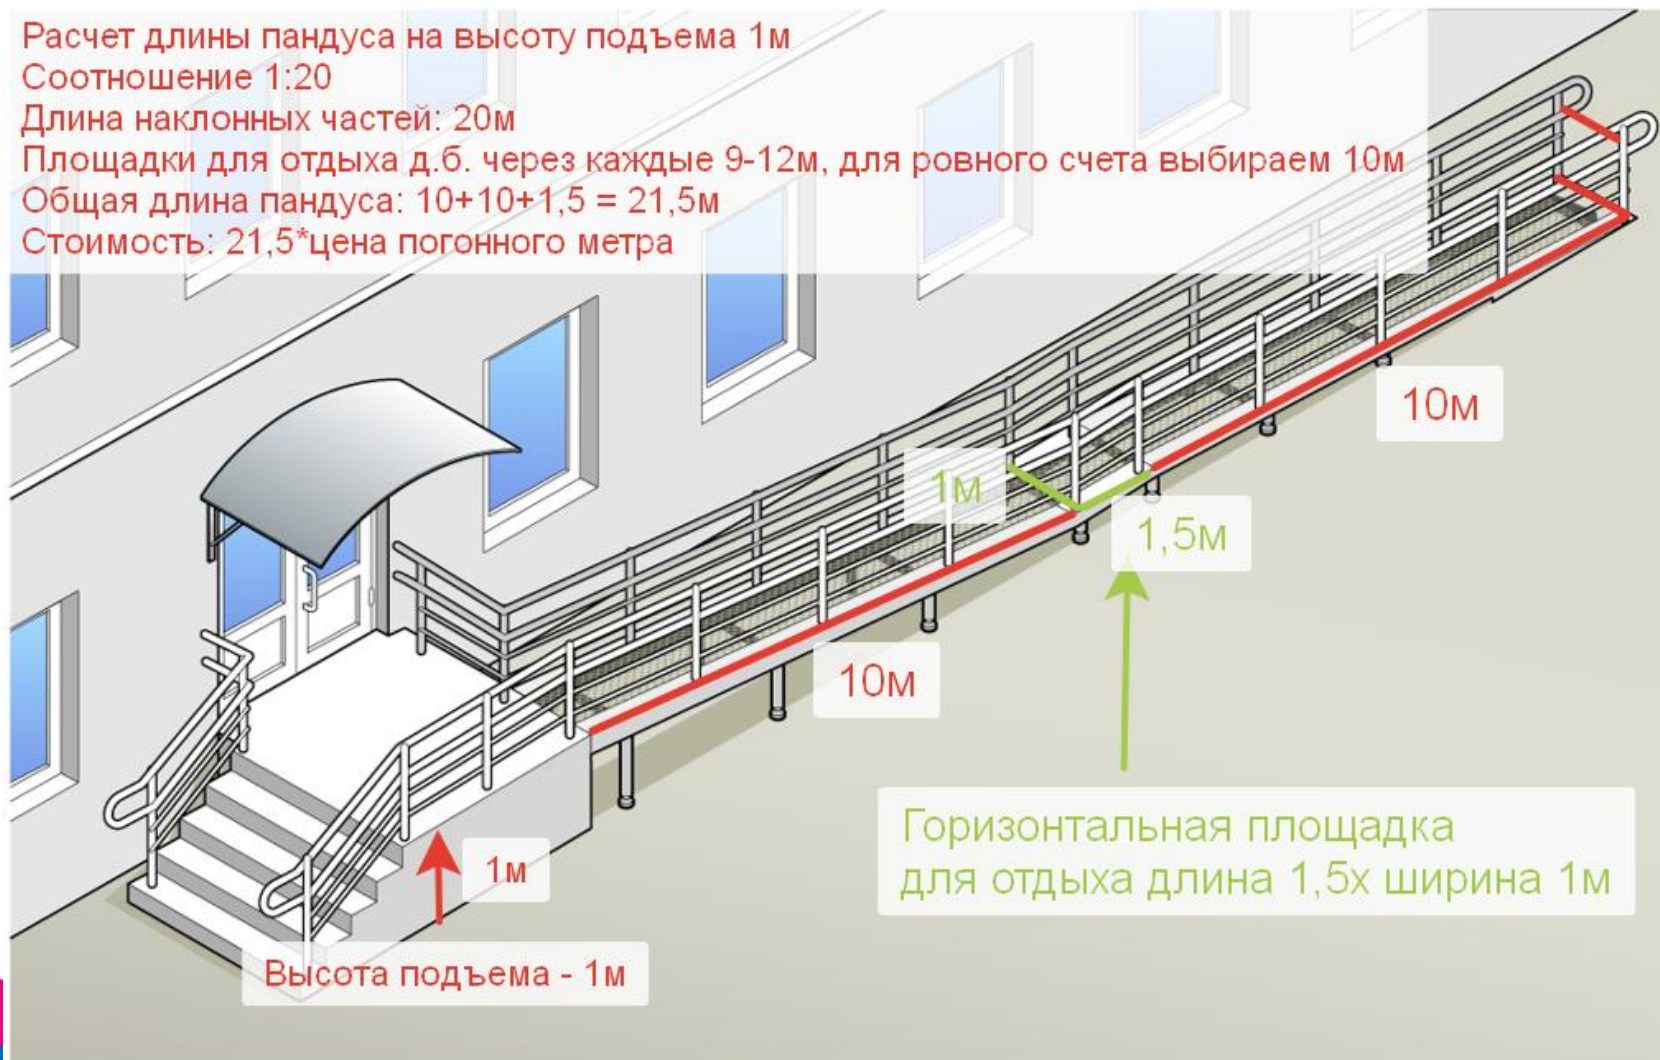 Расчет длины пандуса на высоту подъема 1м
Соотношение 1:20
Длина наклонных частей: 20м
Площадки для отдыха д.б. через каждые 9-12м, для ровного счета выбираем 10м
Общая длина пандуса: 10+10+1,5 = 21,5м
Стоимость: 21,5*цена погонного метра
10м
1м
1,5м
10м
Горизонтальная площадка
для отдыха длина 1,5х ширина 1м
1м
Высота подъема - 1м